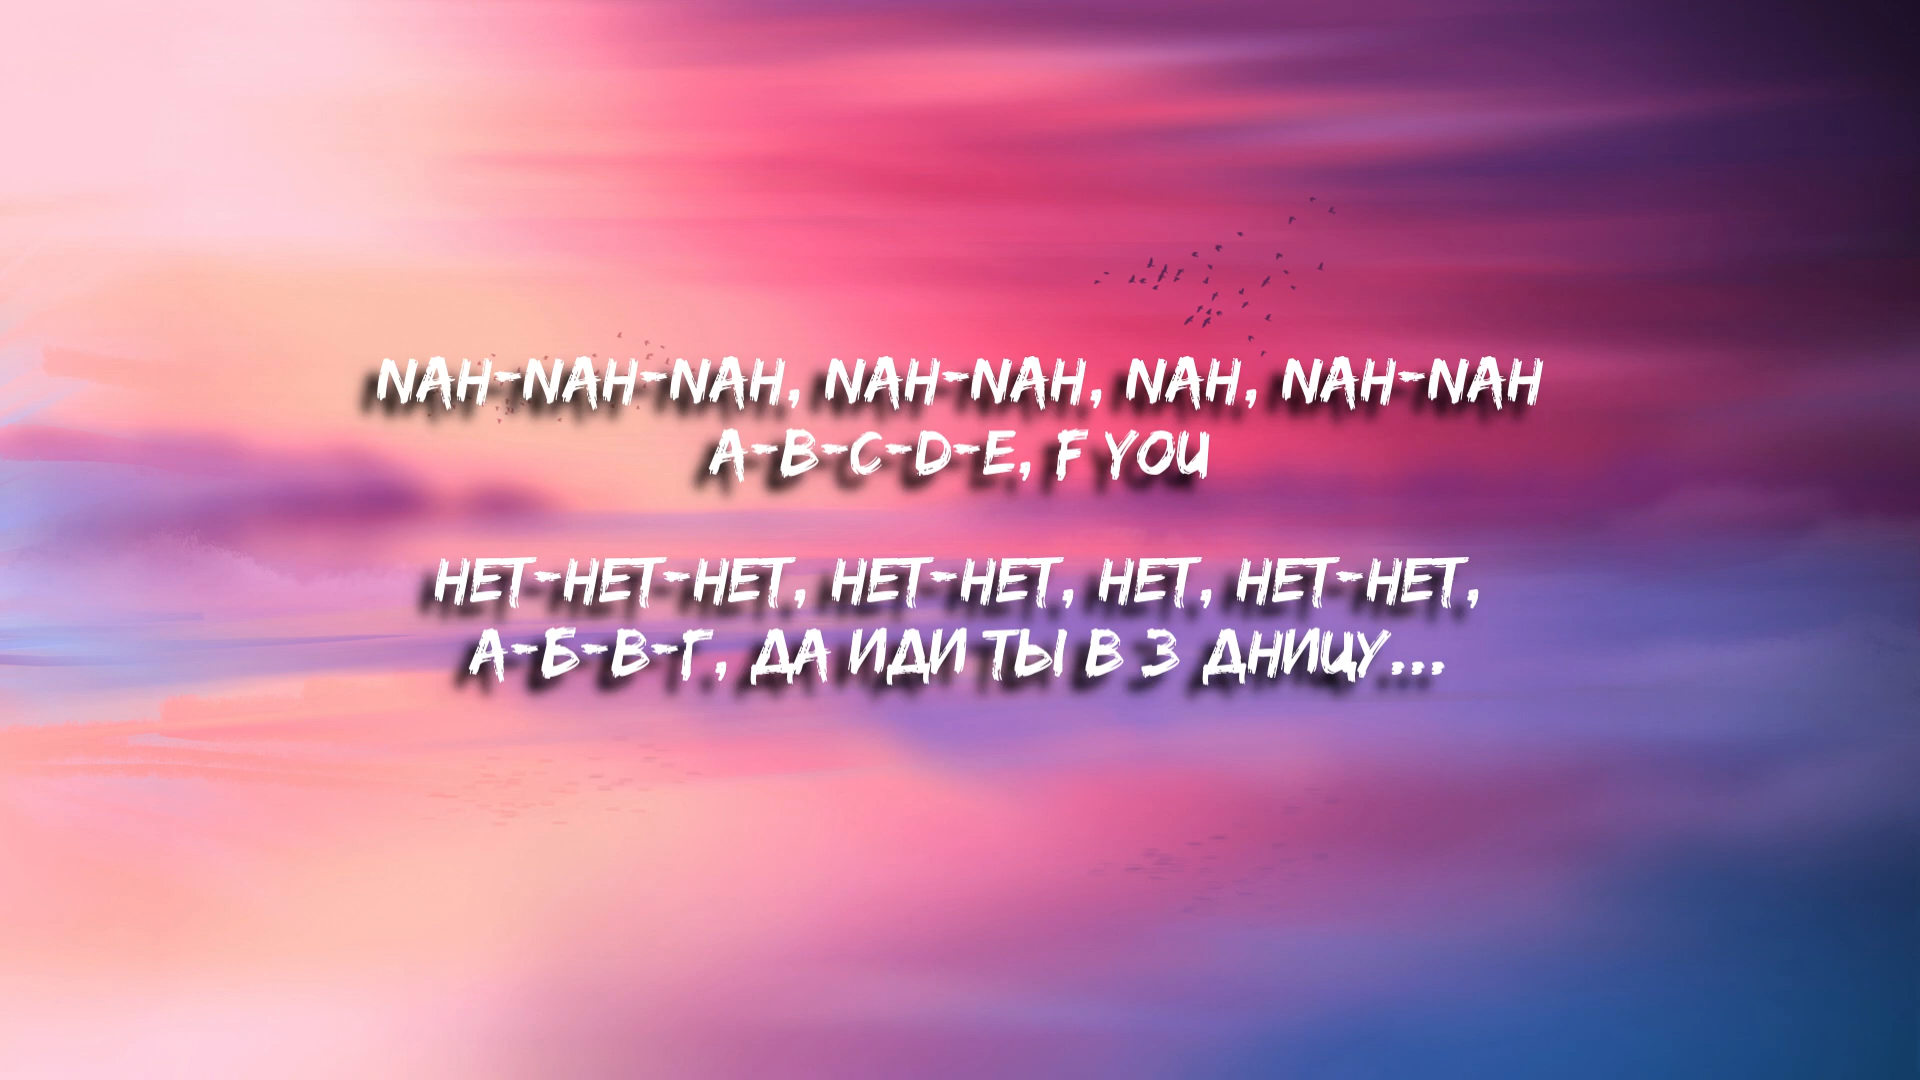 NAH-NAH-NAH, NAH-NAH, NAH, NAH-NAH
A-B-C-D-E, F YOU
НЕТ-НЕТ-НЕТ, НЕТ-НЕТ, НЕТ, НЕТ-НЕТ,
А-Б-В-Г, ДА ИДИ ТЫ В З ДНИЦУ...